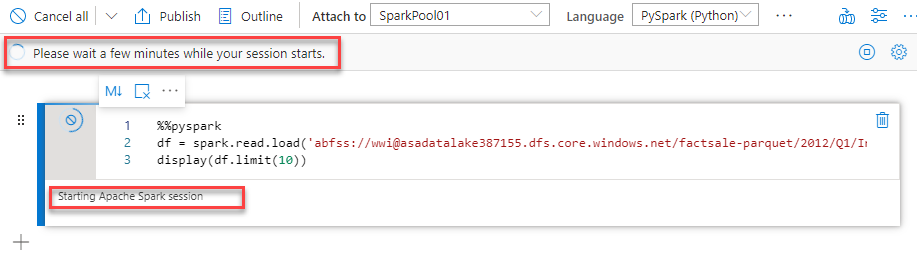 Cancel all Publish Outline Attach to SparkPool01 Language PySpark (Python)
Please wait a few minutes while your session starts.
M↓ ...
1 %%pyspark
2 df = spark.read.load('abfss://wwi@asadatalake387155.dfs.core.windows.net/factsale-parquet/2012/Q1/In
3 display(df.limit(10))
Starting Apache Spark session